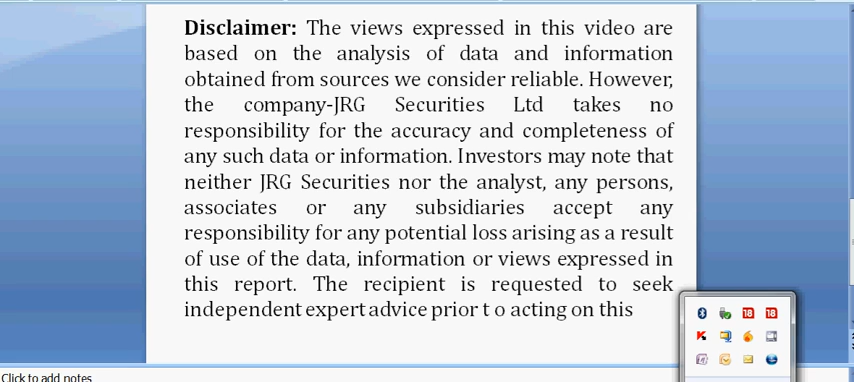 Disclaimer: The views expressed in this video are
based on the analysis of data and information
obtained from sources we consider reliable. However,
the company-JRG Securities Ltd takes no
responsibility for the accuracy and completeness of
any such data or information. Investors may note that
neither JRG Securities nor the analyst, any persons,
associates or any subsidiaries accept any
responsibility for any potential loss arising as a result
of use of the data, information or views expressed in
this report. The recipient is requested to seek
independent expert advice prior t o acting on this
18 18
Click to add notes